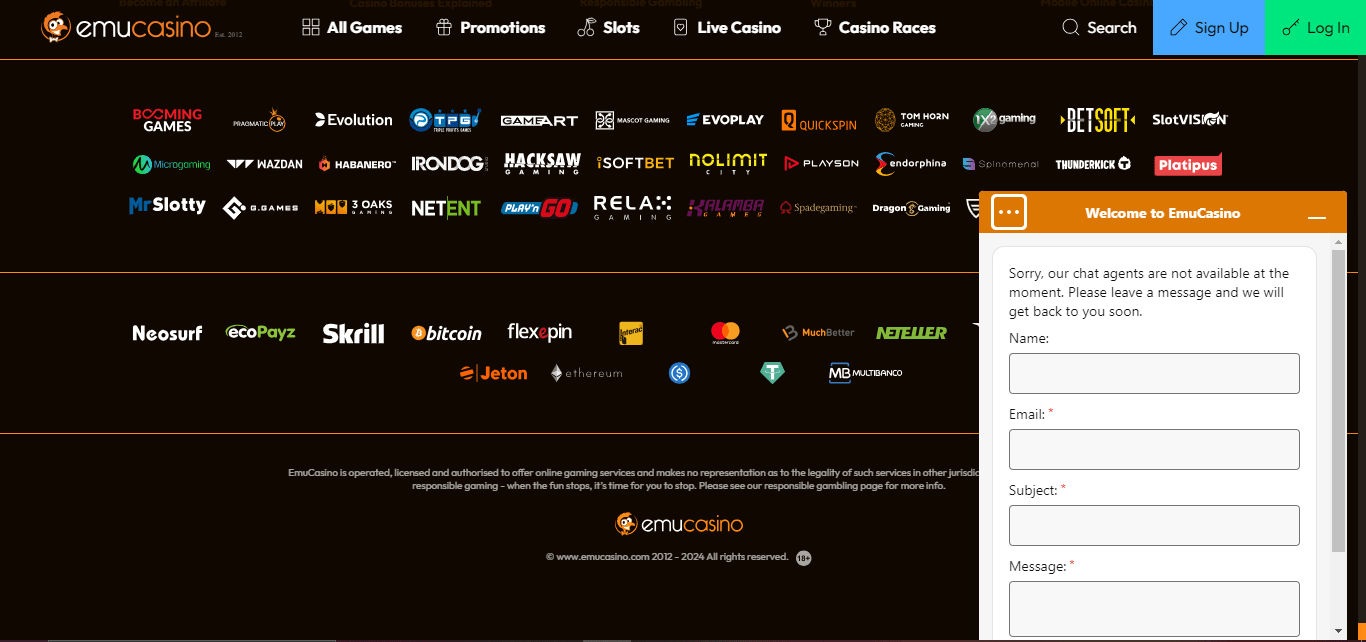 Become an Affiliate Casino Bonuses Explained Responsible Gambling Winners Mobile Online Casino
emucasino Est. 2012 All Games Promotions Slots Live Casino Casino Races Search Sign Up Log In
BOOMING GAMES PRAGMATIC PLAY Evolution TPG TRIPLE PROFITS GAMES GAMEART MASCOT GAMING EVOPLAY QUICKSPIN TOM HORN GAMING 1X2 gaming BETSOFT SLOTVISION
Microgaming WAZDAN HABANERO IRONDOG HACKSAW GAMING iSOFTBET NOLIMIT CITY PLAYSON endorphina Spinomenal THUNDERKICK Platipus
MrSlotty G.GAMES 3 OAKS GAMING NETENT PLAY'n GO RELAX GAMING KALAMBA GAMES Spadegaming Dragon Gaming
Neosurf ecoPayz Skrill bitcoin flexepin Interac mastercard MuchBetter NETELLER
Jeton ethereum MB MULTIBANCO
EmuCasino is operated, licensed and authorised to offer online gaming services and makes no representation as to the legality of such services in other jurisdic
responsible gaming - when the fun stops, it's time for you to stop. Please see our responsible gambling page for more info.
emucasino
© www.emucasino.com 2012 - 2024 All rights reserved. 18+
Welcome to EmuCasino
Sorry, our chat agents are not available at the
moment. Please leave a message and we will
get back to you soon.
Name:
Email: *
Subject: *
Message: *